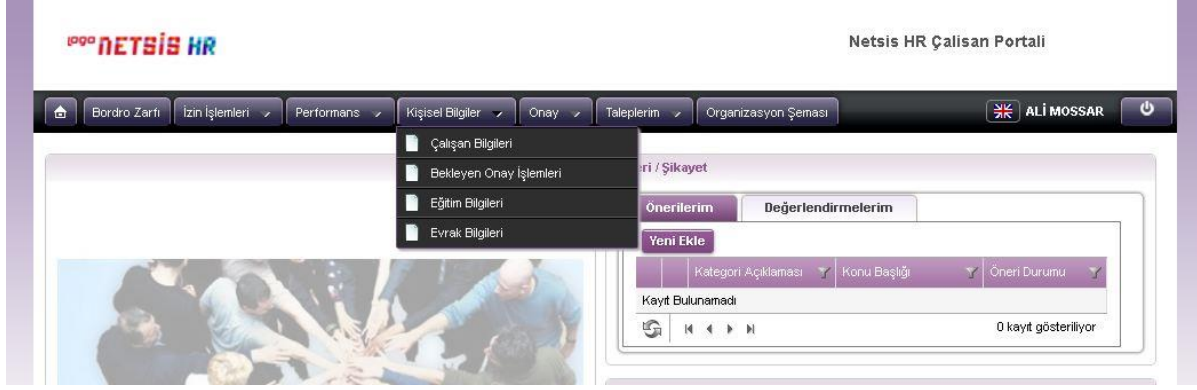 logo NETSİS HR
Netsis HR Çalisan Portali
Bordro Zarfı İzin İşlemleri Performans Kişisel Bilgiler Onay Taleplerim Organizasyon Şeması ALİ MOSSAR
Çalışan Bilgileri
Bekleyen Onay İşlemleri
Eğitim Bilgileri
Evrak Bilgileri
eri / Şikayet
Önerilerim Değerlendirmelerim
Yeni Ekle
Kategori Açıklaması Konu Başlığı Öneri Durumu
Kayıt Bulunamadı
0 kayıt gösteriliyor